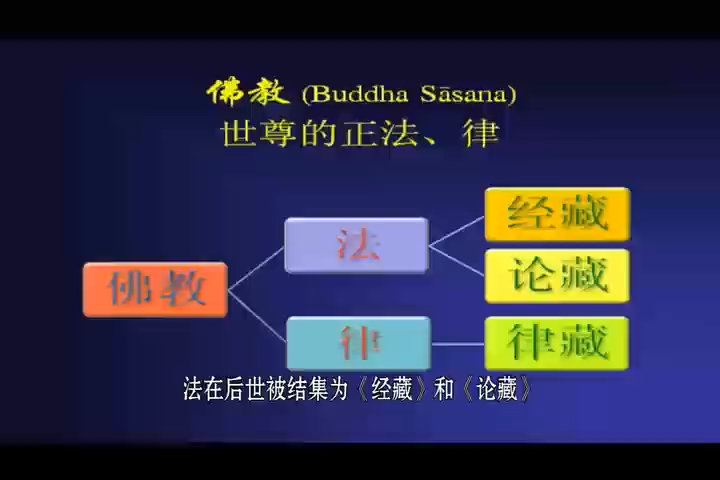 佛教 (Buddha Sāsana)
世尊的正法、律
佛教
法
律
经藏
论藏
律藏
法在后世被结集为《经藏》和《论藏》